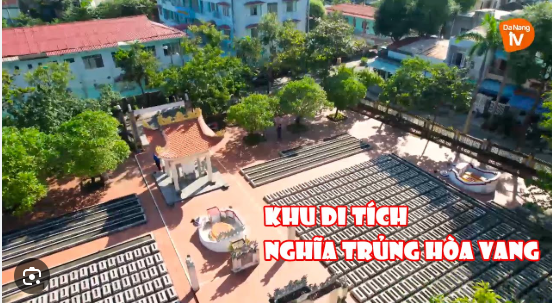 Da Nang
TV
KHU DI TÍCH
NGHĨA TRỦNG HÒA VANG